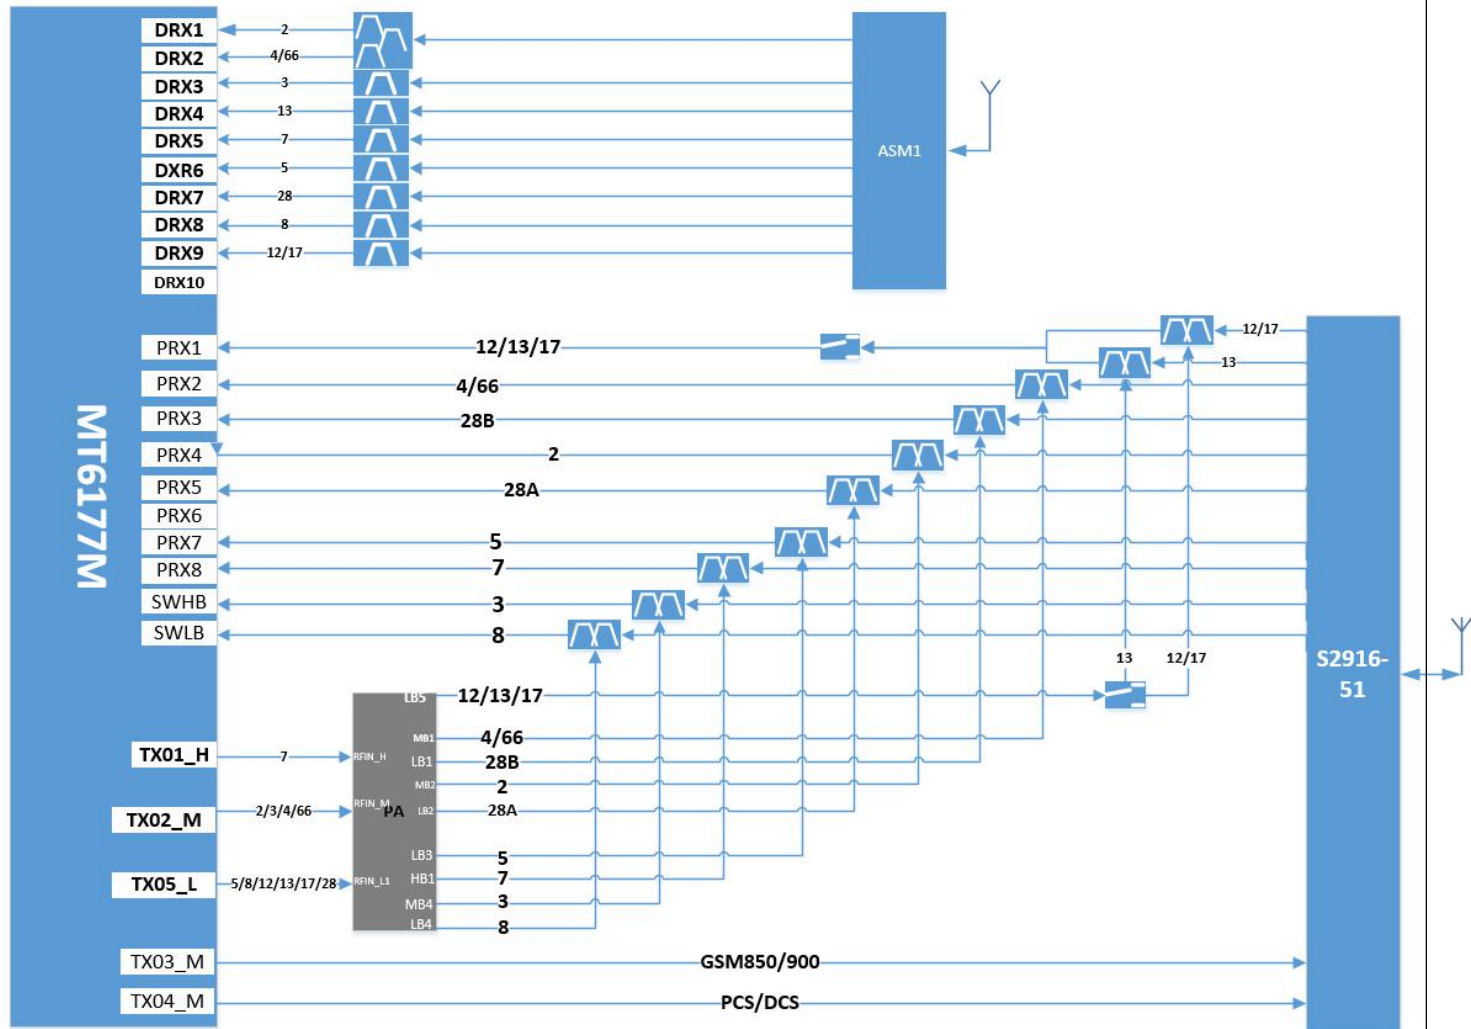 DRX1
2
DRX2
4/66
DRX3
3
DRX4
13
DRX5
7
DXR6
5
DRX7
28
DRX8
8
DRX9
12/17
DRX10
ASM1
MT6177M
PRX1
12/13/17
12/17
13
PRX2
4/66
PRX3
28B
PRX4
2
PRX5
28A
PRX6
PRX7
5
PRX8
7
SWHB
3
SWLB
8
13
12/17
S2916-
51
LB5
12/13/17
MB1
4/66
TX01_H
7
RFIN_H
LB1
28B
MB2
2
TX02_M
2/3/4/66
RFIN_M
PA
LB2
28A
LB3
5
TX05_L
5/8/12/13/17/28
RFIN_L1
HB1
7
MB4
3
LB4
8
TX03_M
GSM850/900
TX04_M
PCS/DCS